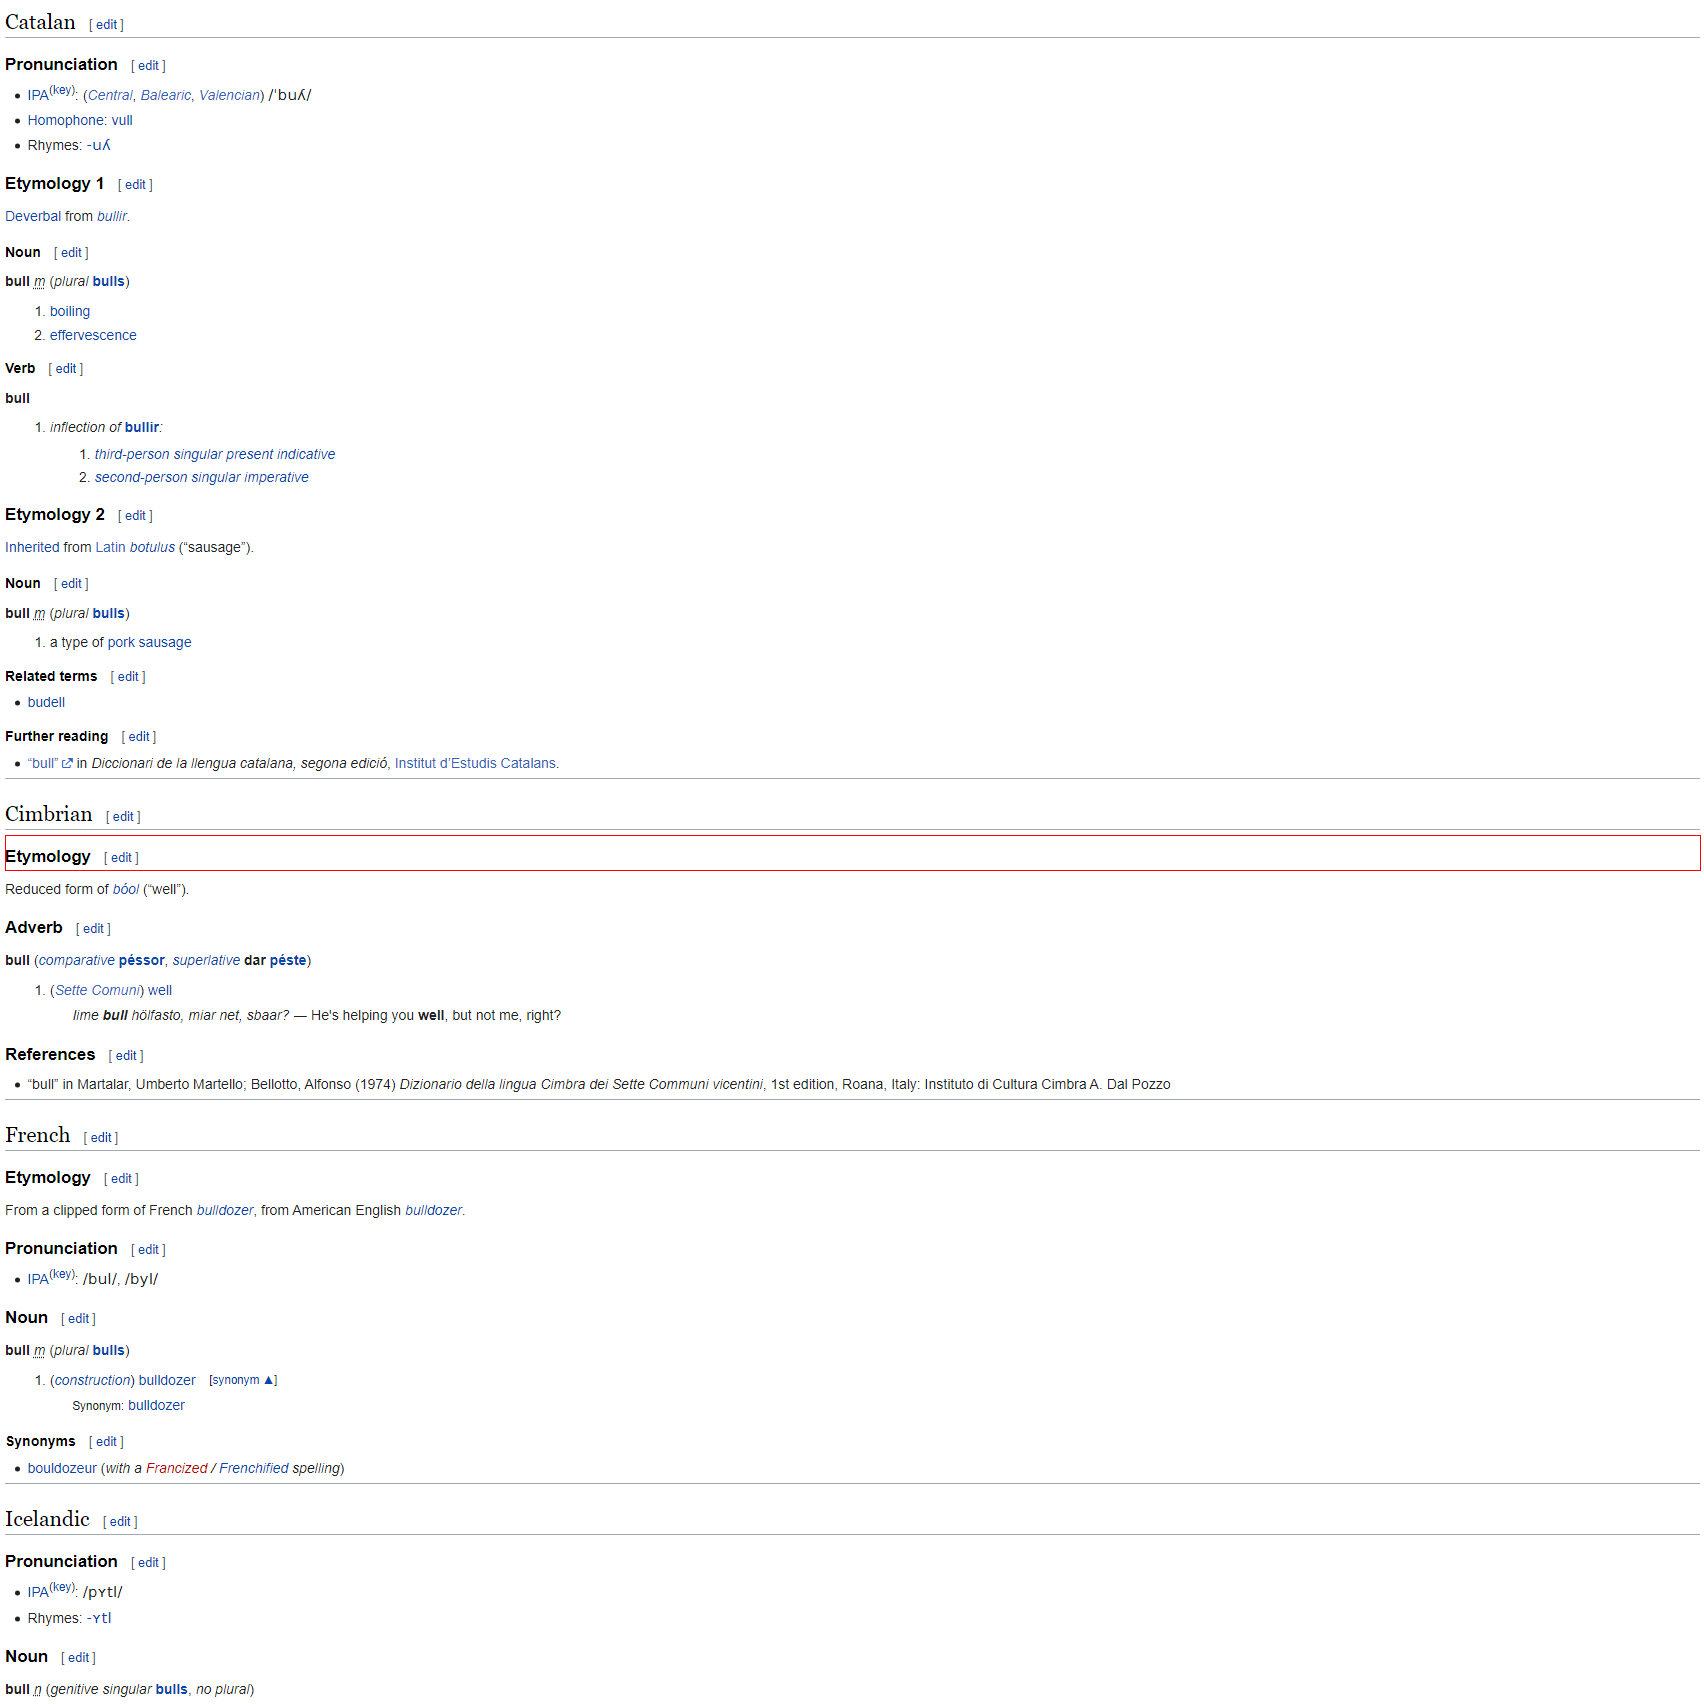 Catalan [ edit ]
Pronunciation [ edit ]
• IPA(key): (Central, Balearic, Valencian) /ˈbuʎ/
• Homophone: vull
• Rhymes: -uʎ
Etymology 1 [ edit ]
Deverbal from bullir.
Noun [ edit ]
bull m (plural bulls)
1. boiling
2. effervescence
Verb [ edit ]
bull
1. inflection of bullir:
1. third-person singular present indicative
2. second-person singular imperative
Etymology 2 [ edit ]
Inherited from Latin botulus (“sausage”).
Noun [ edit ]
bull m (plural bulls)
1. a type of pork sausage
Related terms [ edit ]
• budell
Further reading [ edit ]
• “bull” in Diccionari de la llengua catalana, segona edició, Institut d’Estudis Catalans.
Cimbrian [ edit ]
Etymology [ edit ]
Reduced form of bóol (“well”).
Adverb [ edit ]
bull (comparative péssor, superlative dar péste)
1. (Sette Comuni) well
Iime bull hölfasto, miar net, sbaar? — He's helping you well, but not me, right?
References [ edit ]
• “bull” in Martalar, Umberto Martello; Bellotto, Alfonso (1974) Dizionario della lingua Cimbra dei Sette Communi vicentini, 1st edition, Roana, Italy: Instituto di Cultura Cimbra A. Dal Pozzo
French [ edit ]
Etymology [ edit ]
From a clipped form of French bulldozer, from American English bulldozer.
Pronunciation [ edit ]
• IPA(key): /bul/, /byl/
Noun [ edit ]
bull m (plural bulls)
1. (construction) bulldozer [synonym ▲]
Synonym: bulldozer
Synonyms [ edit ]
• bouldozeur (with a Francized / Frenchified spelling)
Icelandic [ edit ]
Pronunciation [ edit ]
• IPA(key): /pʏtl/
• Rhymes: -ʏtl
Noun [ edit ]
bull n (genitive singular bulls, no plural)